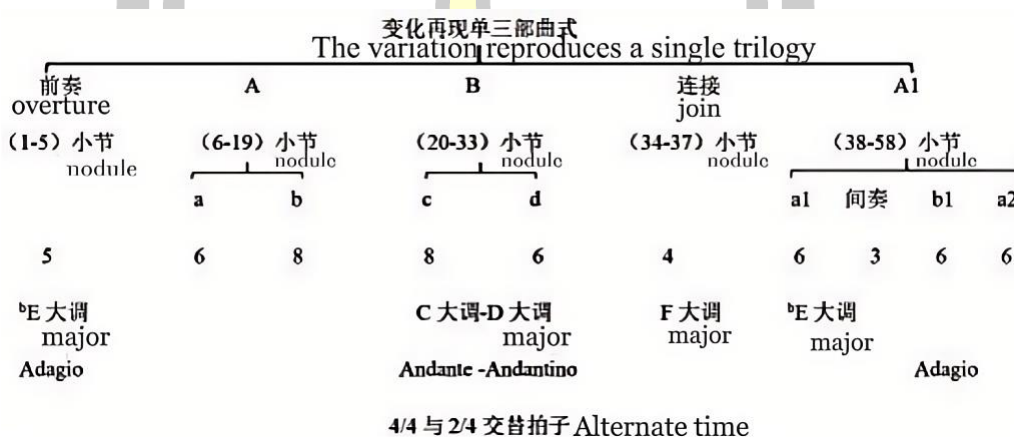 变化再现单三部曲式
The variation reproduces a single trilogy
前奏 A B 连接 A1
overture join
(1-5) 小节 (6-19) 小节 (20-33) 小节 (34-37) 小节 (38-58) 小节
nodule nodule nodule nodule nodule
a b c d a1 间奏 b1 a2
5 6 8 8 6 4 6 3 6 6
ᵇE 大调 C 大调-D 大调 F 大调 ᵇE 大调
major major major major
Adagio Andante -Andantino Adagio
4/4 与 2/4 交替拍子 Alternate time